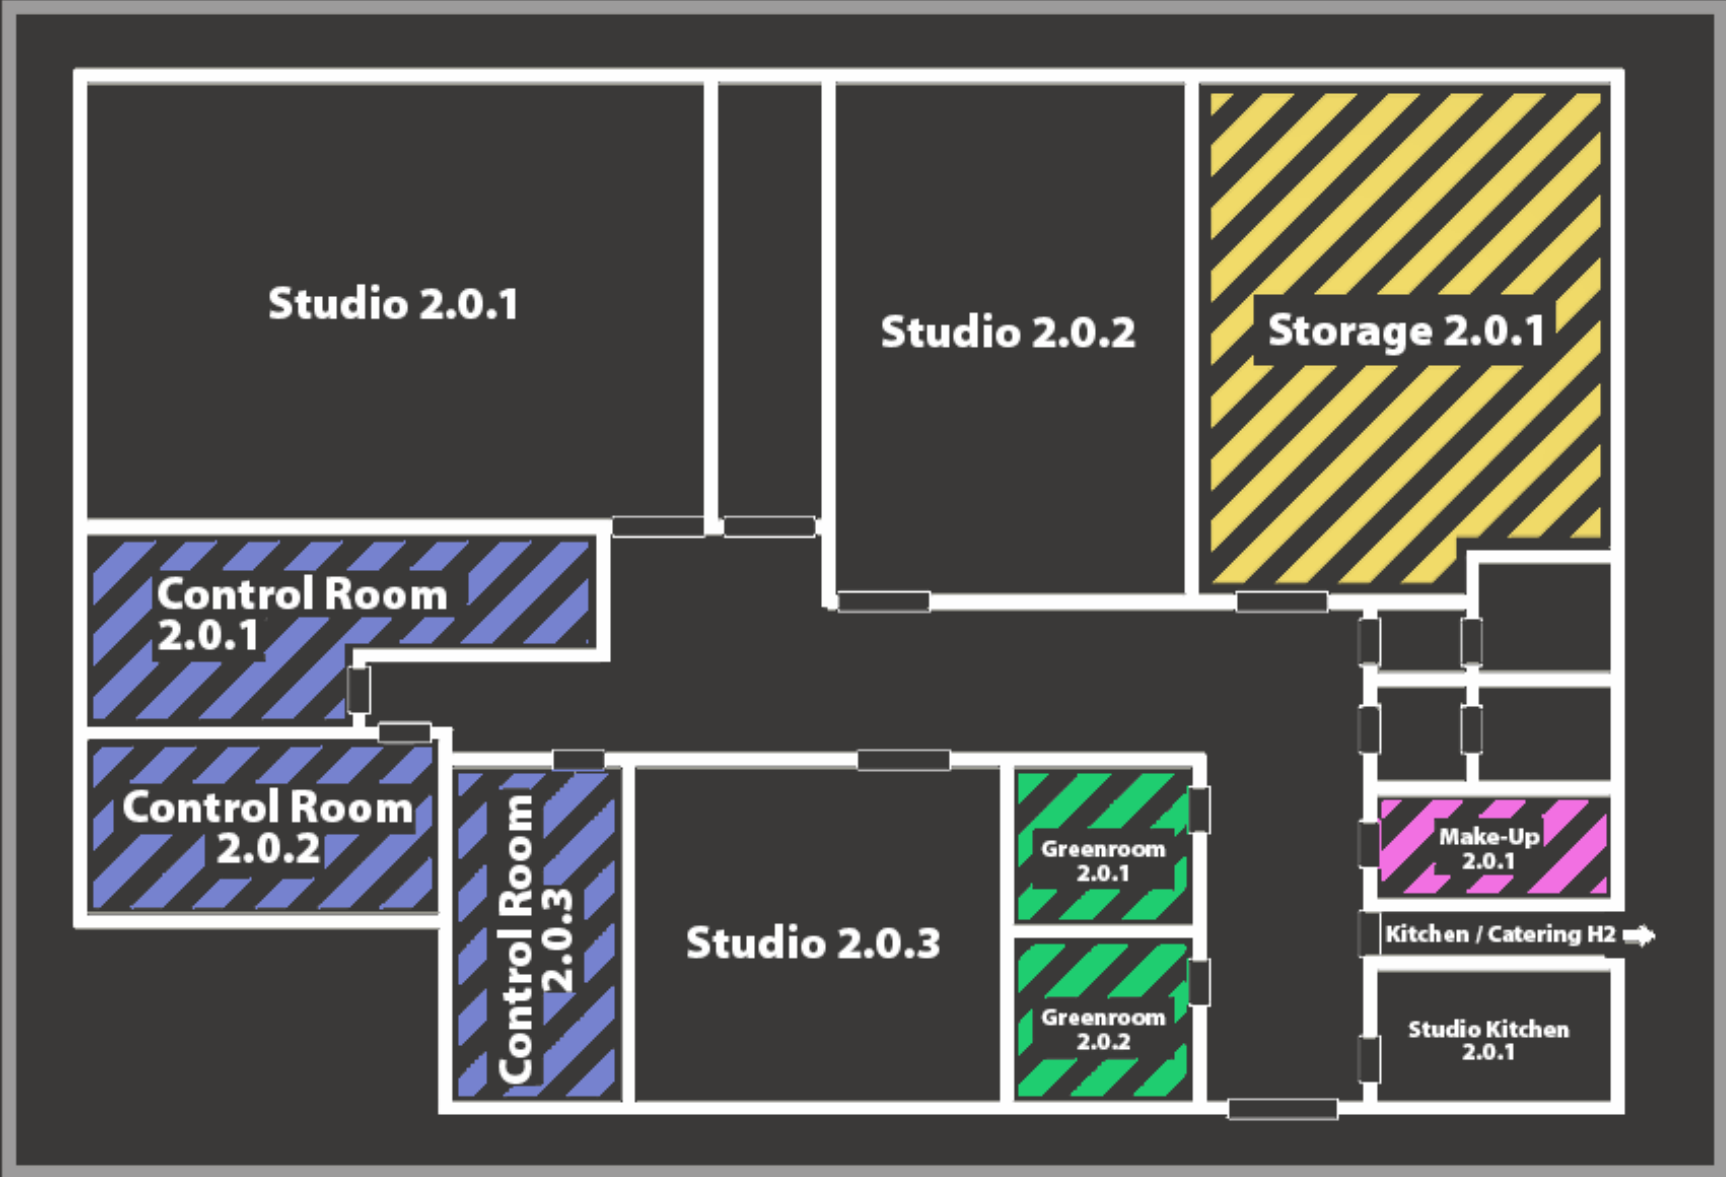 Studio 2.0.1
Studio 2.0.2
Storage 2.0.1
Control Room
2.0.1
Control Room
2.0.2
Control Room
2.0.3
Studio 2.0.3
Greenroom
2.0.1
Greenroom
2.0.2
Make-Up
2.0.1
Kitchen / Catering H2
Studio Kitchen
2.0.1